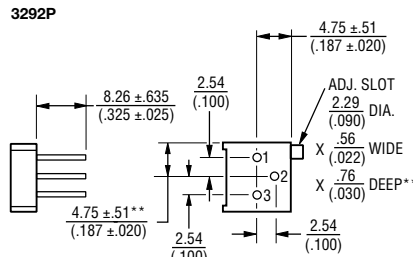 3292P
4.75 ±.51
(.187 ±.020)
8.26 ±.635
(.325 ±.025)
2.54
(.100)
ADJ. SLOT
2.29
(.090) DIA.
X .56
(.022) WIDE
X .76
(.030) DEEP**
1
2
3
4.75 ±.51**
(.187 ±.020)
2.54
(.100)
2.54
(.100)